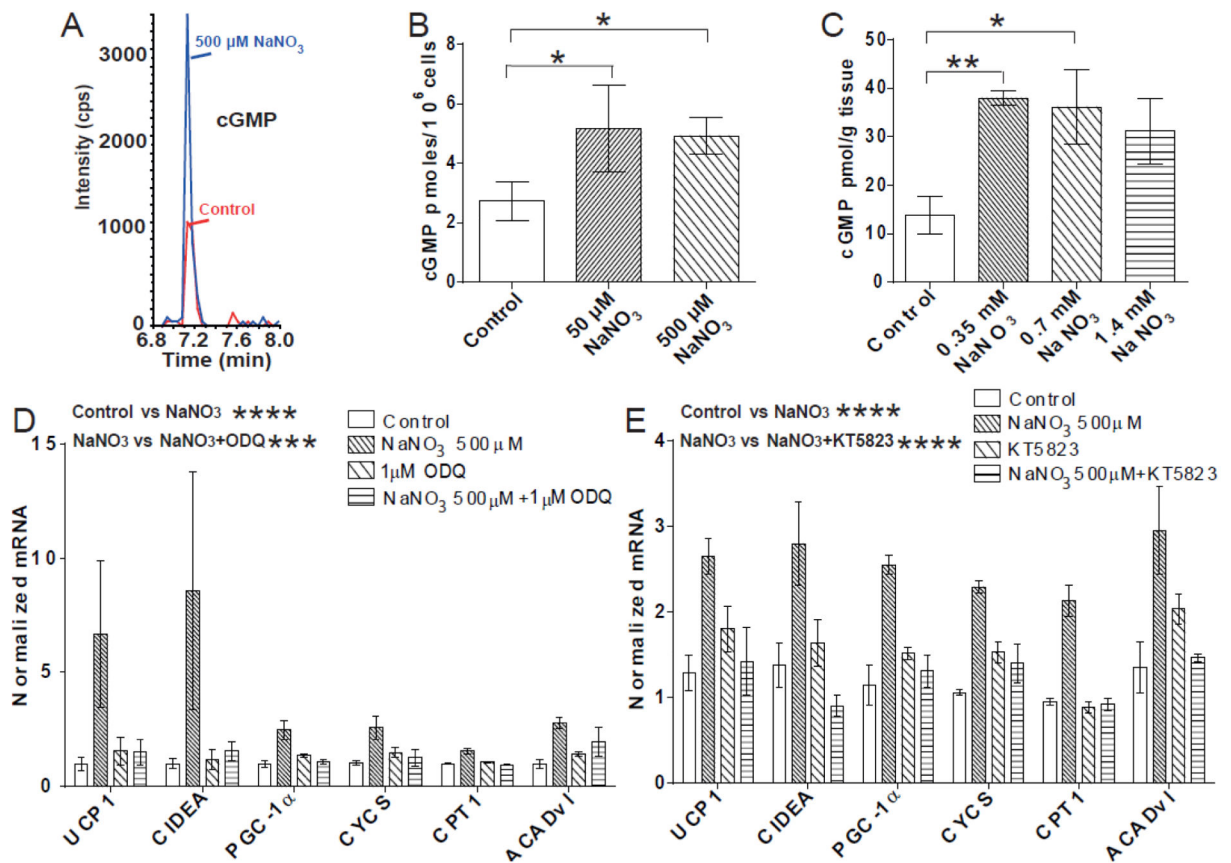 A
500 µM NaNO3
cGMP
Control
Intensity (cps)
3000
2000
1000
0
6.8 7.2 7.6 8.0
Time (min)
B
*
*
cGMP pmoles/10 6 cells
8
6
4
2
0
Control
50 µM NaNO3
500 µM NaNO3
C
*
**
cGMP pmol/g tissue
50
40
30
20
10
0
Control
0.35 mM NaNO3
0.7 mM NaNO3
1.4 mM NaNO3
D
Control vs NaNO3 ****
NaNO3 vs NaNO3+ODQ ***
Control
NaNO3 500µM
1µM ODQ
NaNO3 500µM +1µM ODQ
Normalized mRNA
15
10
5
0
UCP1
CIDEA
PGC-1α
CYCS
CPT1
ACADvl
E
Control vs NaNO3 ****
NaNO3 vs NaNO3+KT5823 ****
Control
NaNO3 500µM
KT5823
NaNO3 500µM+KT5823
Normalized mRNA
4
3
2
1
0
UCP1
CIDEA
PGC-1α
CYCS
CPT1
ACADvl